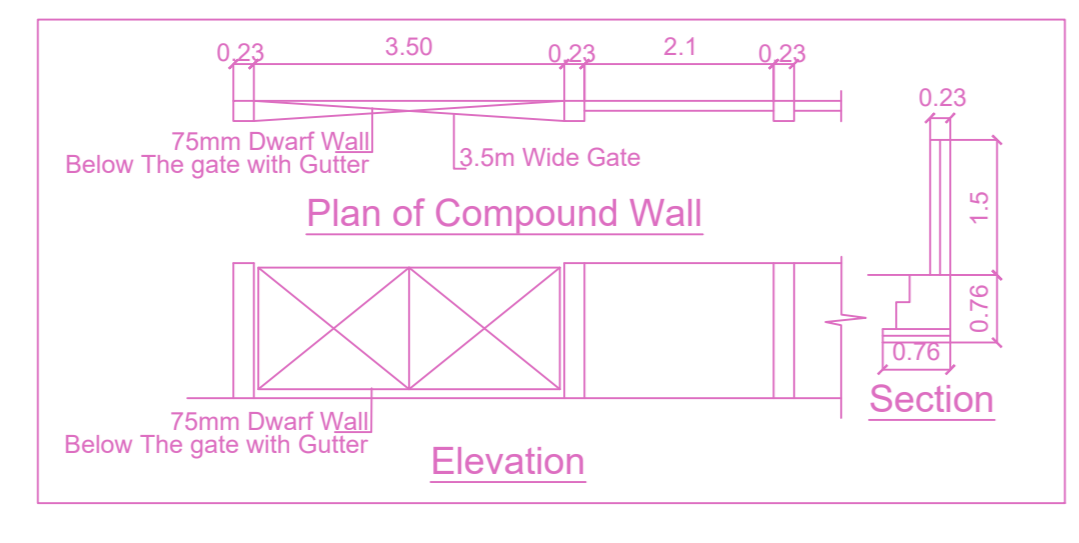 0.23
3.50
0.23
2.1
0.23
75mm Dwarf Wall
Below The gate with Gutter
3.5m Wide Gate
Plan of Compound Wall
0.23
1.5
0.76
0.76
Section
75mm Dwarf Wall
Below The gate with Gutter
Elevation